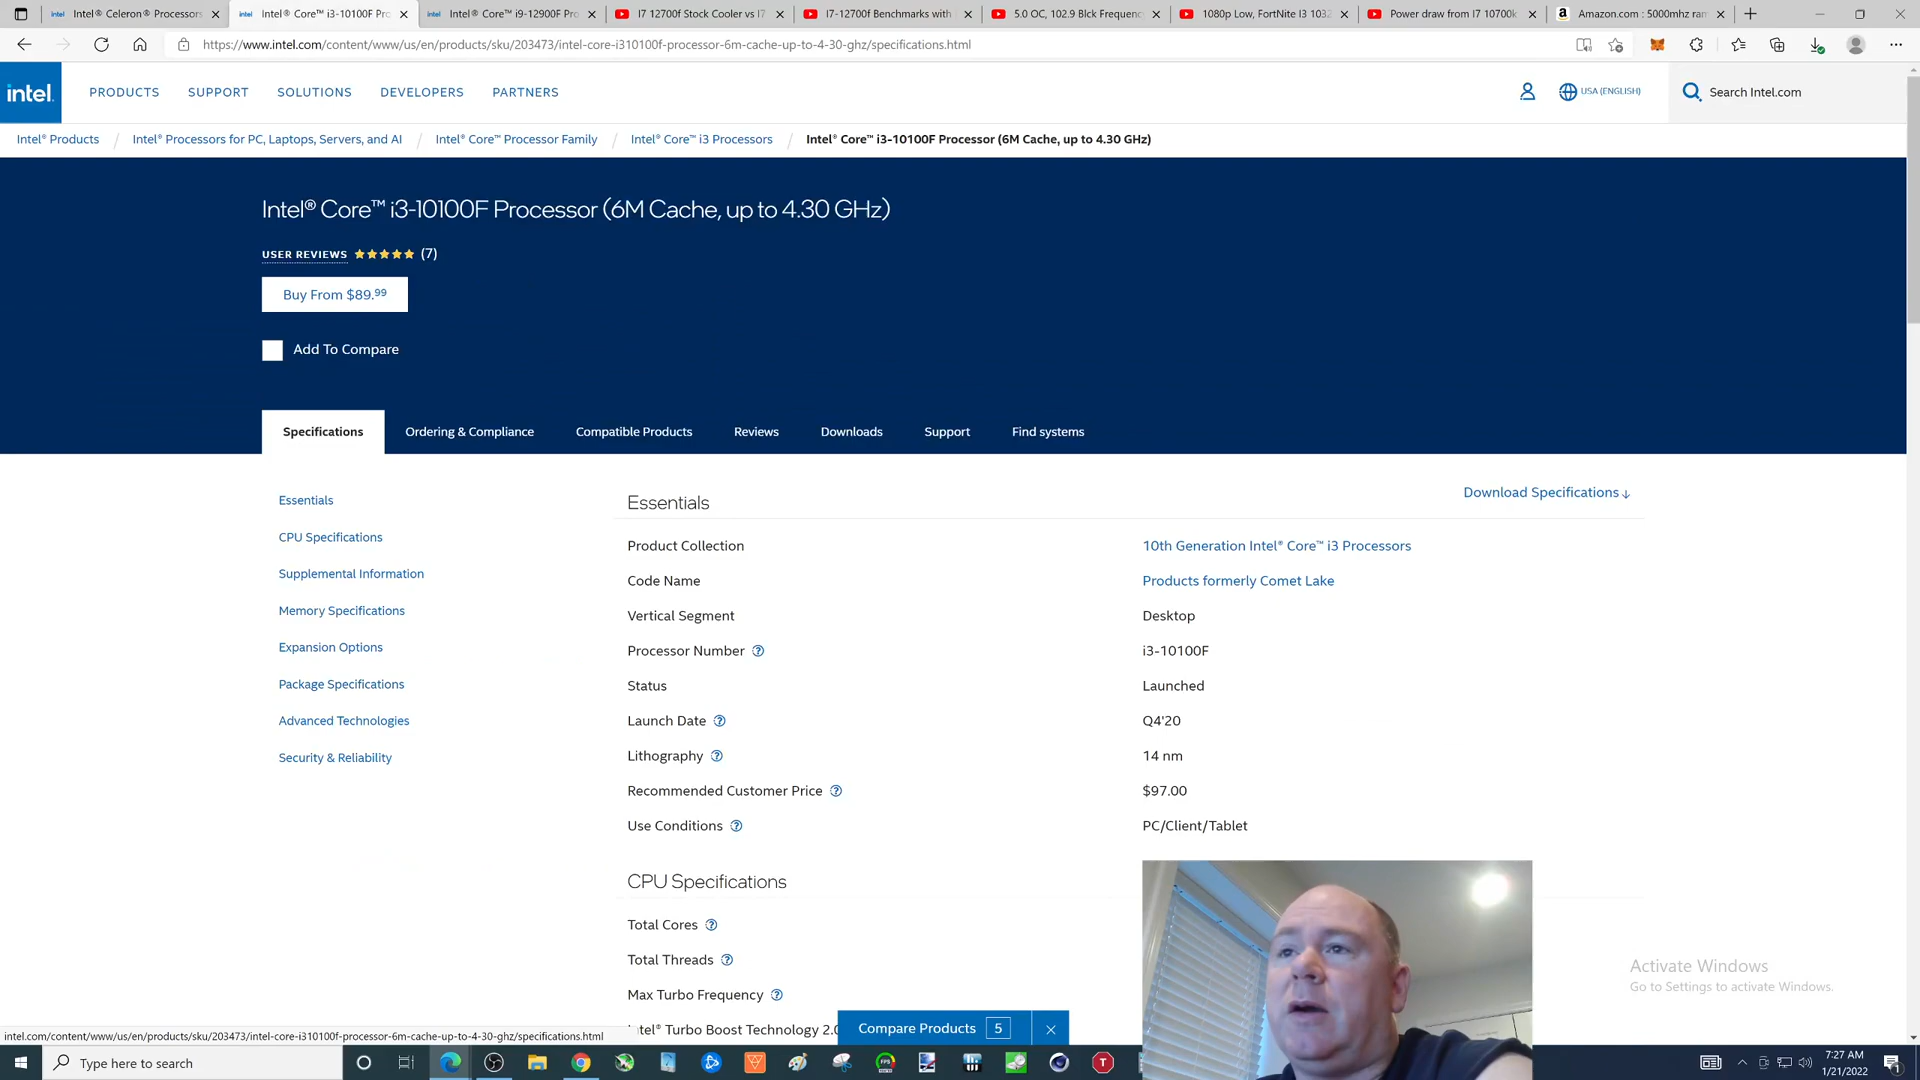 Intel® Celeron® Processors
Intel® Core™ i3-10100F Pro
Intel® Core™ i9-12900F Pro
I7 12700f Stock Cooler vs I7
I7-12700f Benchmarks with
5.0 OC, 102.9 Blck Frequenc
1080p Low, FortNite I3 1032
Power draw from I7 10700k
Amazon.com : 5000mhz ram
https://www.intel.com/content/www/us/en/products/sku/203473/intel-core-i310100f-processor-6m-cache-up-to-4-30-ghz/specifications.html
intel.
PRODUCTS SUPPORT SOLUTIONS DEVELOPERS PARTNERS
USA (ENGLISH)
Search Intel.com
Intel® Products / Intel® Processors for PC, Laptops, Servers, and AI / Intel® Core™ Processor Family / Intel® Core™ i3 Processors / Intel® Core™ i3-10100F Processor (6M Cache, up to 4.30 GHz)
Intel® Core™ i3-10100F Processor (6M Cache, up to 4.30 GHz)
USER REVIEWS ★★★★★ (7)
Buy From $89.99
Add To Compare
Specifications Ordering & Compliance Compatible Products Reviews Downloads Support Find systems
Essentials
CPU Specifications
Supplemental Information
Memory Specifications
Expansion Options
Package Specifications
Advanced Technologies
Security & Reliability
Essentials
Download Specifications ↓
Product Collection 10th Generation Intel® Core™ i3 Processors
Code Name Products formerly Comet Lake
Vertical Segment Desktop
Processor Number ? i3-10100F
Status Launched
Launch Date ? Q4'20
Lithography ? 14 nm
Recommended Customer Price ? $97.00
Use Conditions ? PC/Client/Tablet
CPU Specifications
Total Cores ?
Total Threads ?
Max Turbo Frequency ?
Intel® Turbo Boost Technology 2.0
Compare Products 5
Activate Windows
Go to Settings to activate Windows.
intel.com/content/www/us/en/products/sku/203473/intel-core-i310100f-processor-6m-cache-up-to-4-30-ghz/specifications.html
Type here to search
FPS
T
7:27 AM
1/21/2022
1